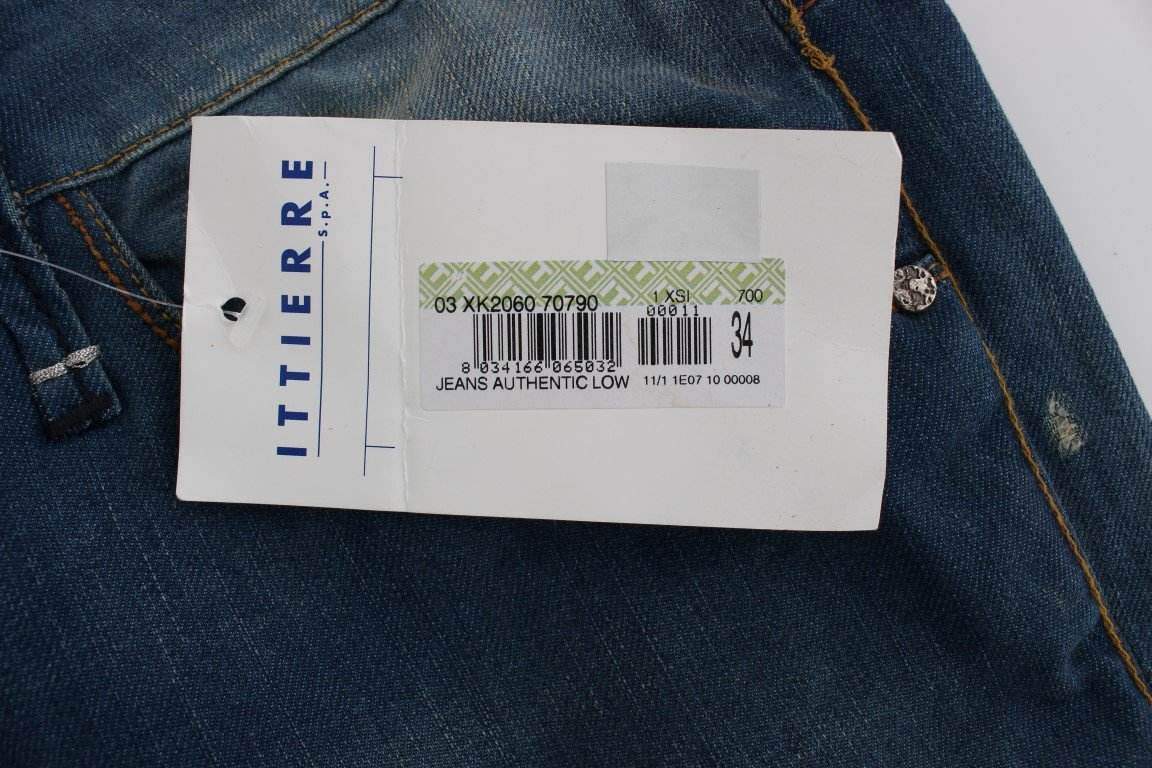 ITTIERRE
S.p.A.
03 XK2060 70790
1 XSI 700
00011
34
8 034166 065032
JEANS AUTHENTIC LOW
11/1 1E07 10 00008